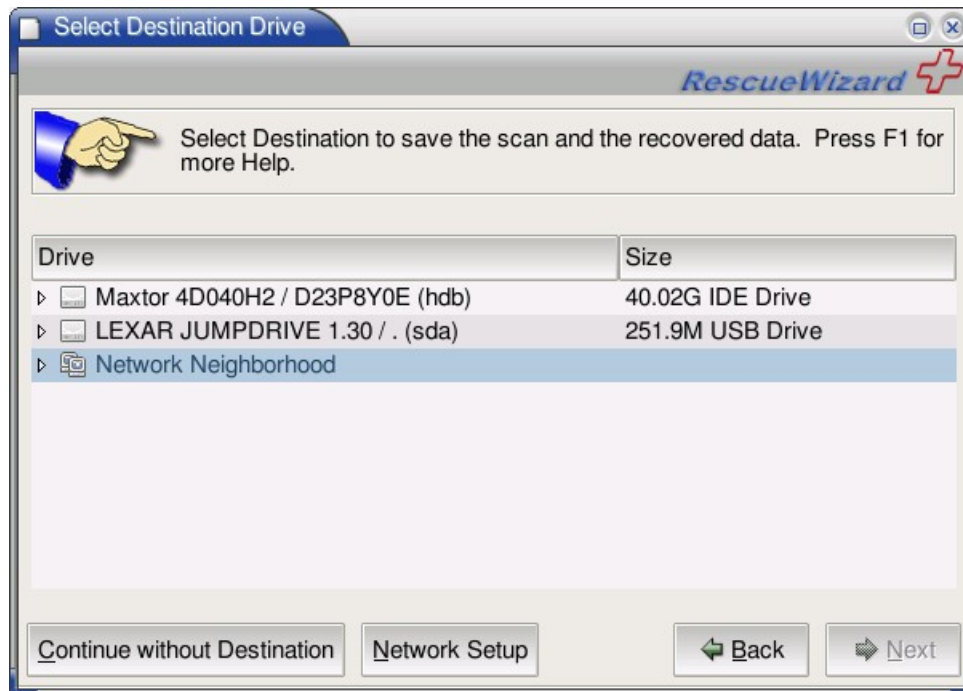 Select Destination Drive
RescueWizard
Select Destination to save the scan and the recovered data.  Press F1 for
more Help.
Drive Size
Maxtor 4D040H2 / D23P8Y0E (hdb) 40.02G IDE Drive
LEXAR JUMPDRIVE 1.30 / . (sda) 251.9M USB Drive
Network Neighborhood
Continue without Destination Network Setup Back Next